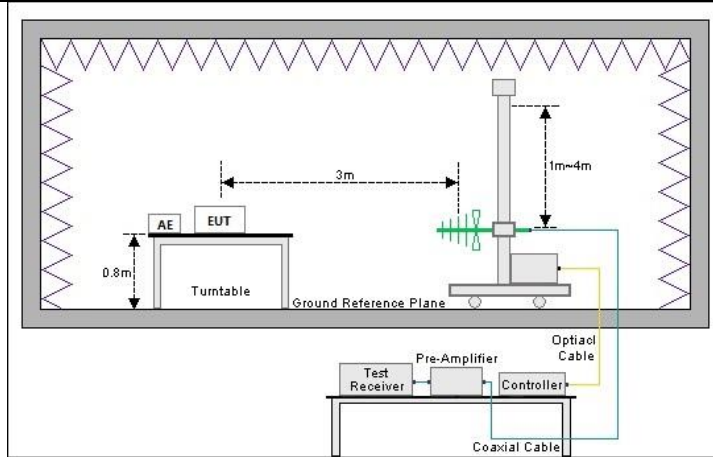 3m
1m~4m
AE
EUT
0.8m
Turntable
Ground Reference Plane
Optiacl
Cable
Pre-Amplifier
Test
Receiver
Controller
Coaxial Cable